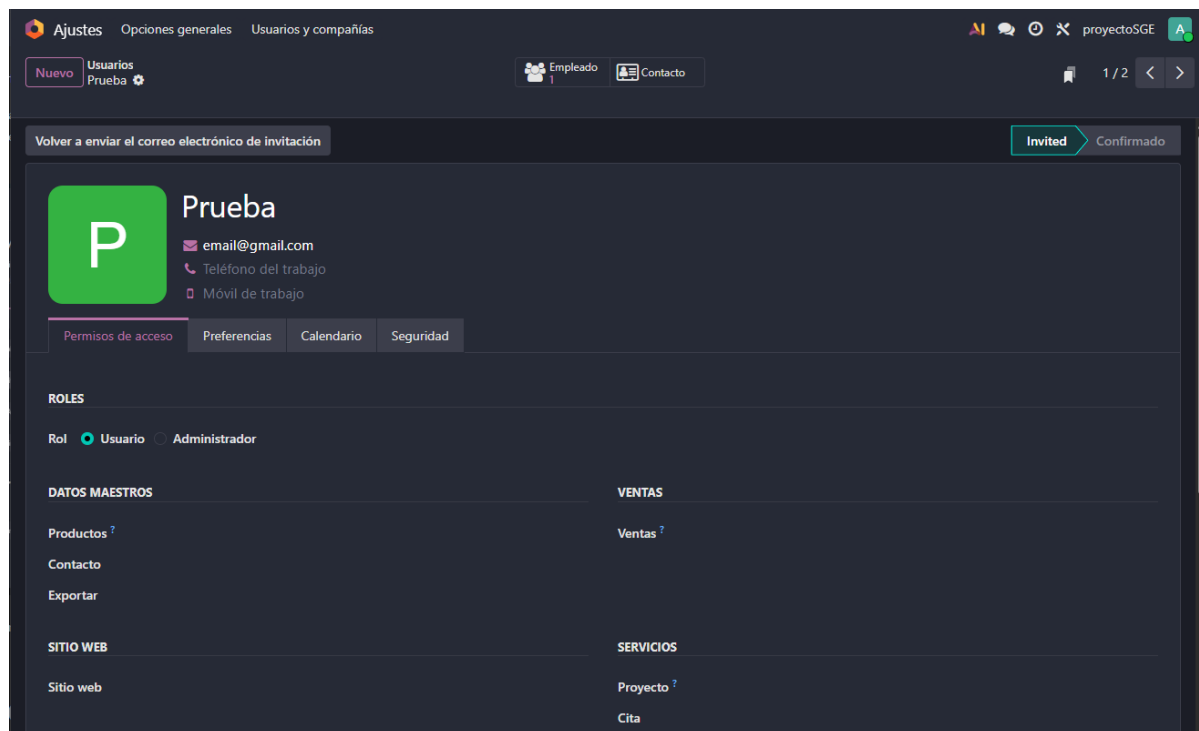 Ajustes Opciones generales Usuarios y compañías AI proyectoSGE A
Nuevo Usuarios Empleado Contacto 1 / 2
Prueba 1
Volver a enviar el correo electrónico de invitación Invited Confirmado
P Prueba
email@gmail.com
Teléfono del trabajo
Móvil de trabajo
Permisos de acceso Preferencias Calendario Seguridad
ROLES
Rol Usuario Administrador
DATOS MAESTROS VENTAS
Productos ? Ventas ?
Contacto
Exportar
SITIO WEB SERVICIOS
Sitio web Proyecto ?
Cita